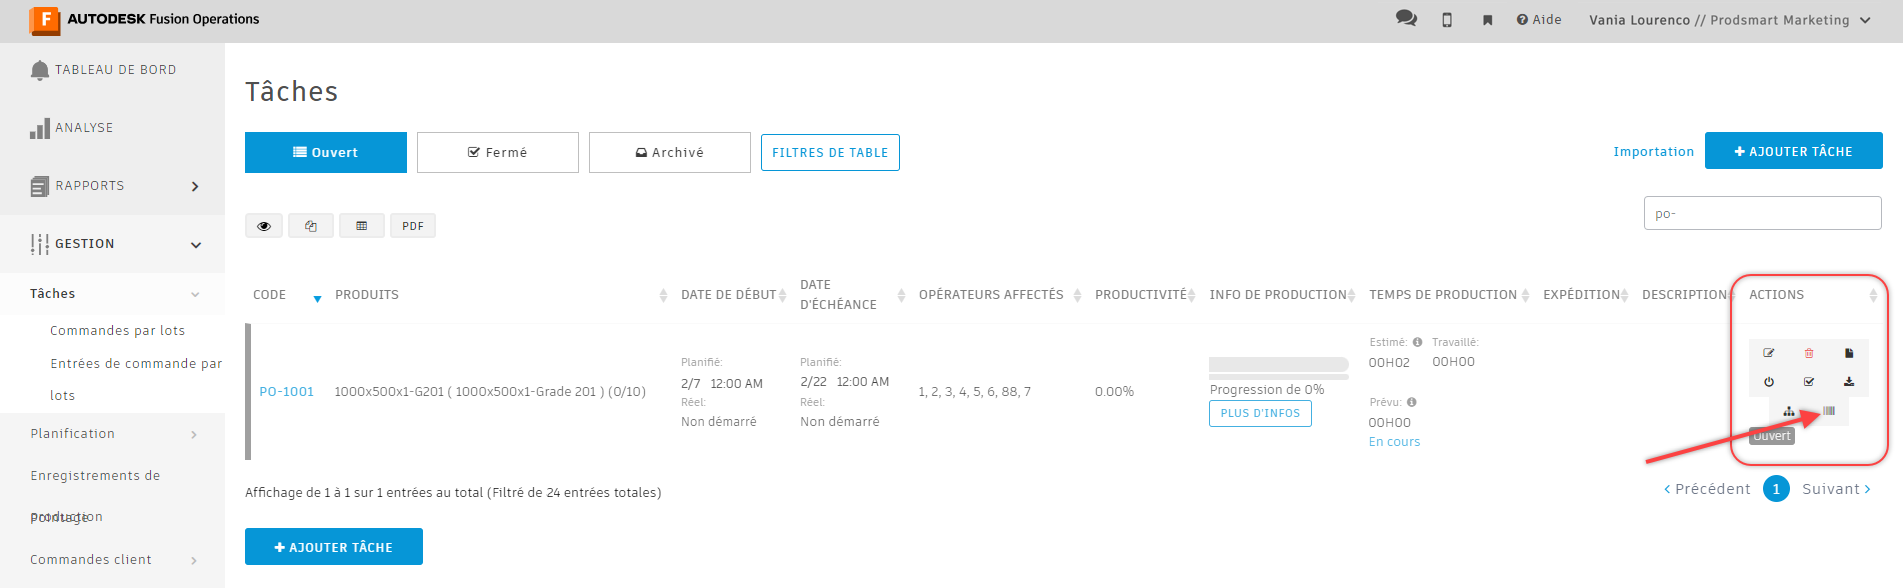 AUTODESK Fusion Operations
Aide
Vania Lourenco // Prodsmart Marketing
TABLEAU DE BORD
ANALYSE
RAPPORTS
GESTION
Tâches
Commandes par lots
Entrées de commande par
lots
Planification
Enregistrements de
production
Pointage
Commandes client
Tâches
Ouvert
Fermé
Archivé
FILTRES DE TABLE
Importation
+ AJOUTER TÂCHE
PDF
po-
CODE
PRODUITS
DATE DE DÉBUT
DATE
D'ÉCHÉANCE
OPÉRATEURS AFFECTÉS
PRODUCTIVITÉ
INFO DE PRODUCTION
TEMPS DE PRODUCTION
EXPÉDITION
DESCRIPTION
ACTIONS
PO-1001
1000x500x1-G201 ( 1000x500x1-Grade 201 ) (0/10)
Planifié:
2/7 12:00 AM
Réel:
Non démarré
Planifié:
2/22 12:00 AM
Réel:
Non démarré
1, 2, 3, 4, 5, 6, 88, 7
0.00%
Progression de 0%
PLUS D'INFOS
Estimé:
00H02
Travaillé:
00H00
Prévu:
00H00
En cours
Ouvert
Affichage de 1 à 1 sur 1 entrées au total (Filtré de 24 entrées totales)
Précédent 1 Suivant
+ AJOUTER TÂCHE